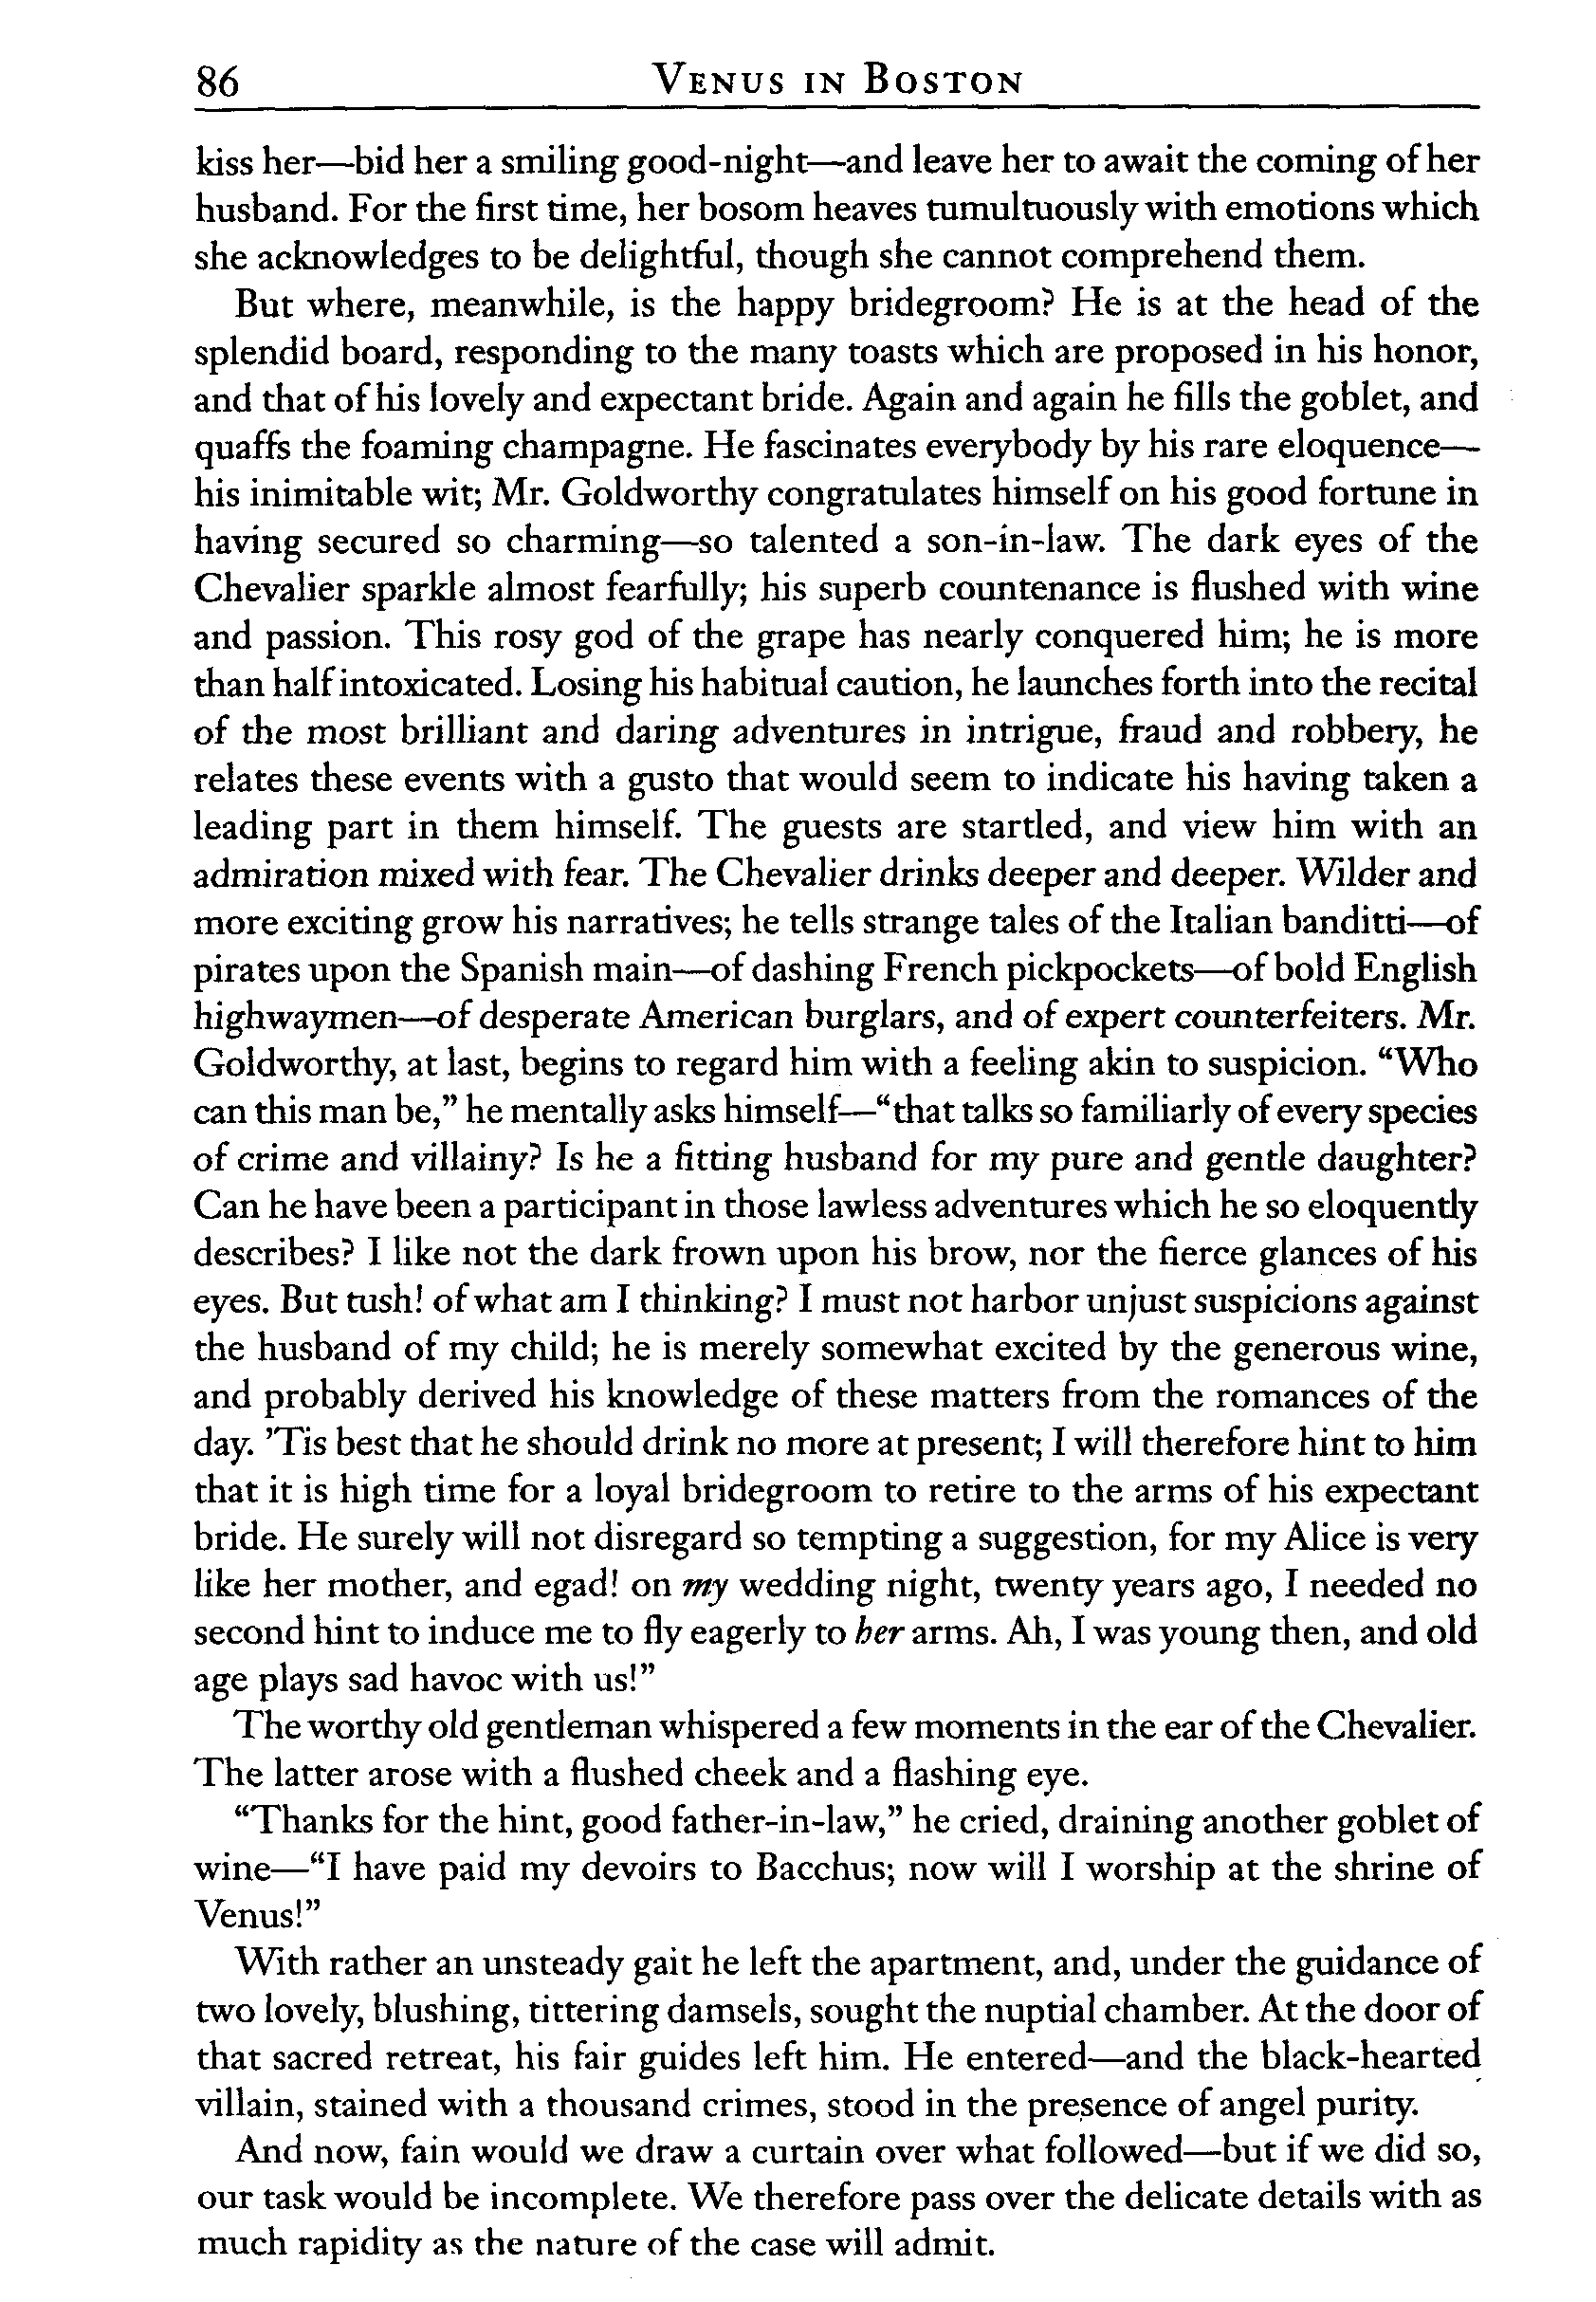 86 VENUS IN BOSTON
kiss her—bid her a smiling good-night—and leave her to await the coming of her
husband. For the first time, her bosom heaves tumultuously with emotions which
she acknowledges to be delightful, though she cannot comprehend them.
But where, meanwhile, is the happy bridegroom? He is at the head of the
splendid board, responding to the many toasts which are proposed in his honor,
and that of his lovely and expectant bride. Again and again he fills the goblet, and
quaffs the foaming champagne. He fascinates everybody by his rare eloquence—
his inimitable wit; Mr. Goldworthy congratulates himself on his good fortune in
having secured so charming—so talented a son-in-law. The dark eyes of the
Chevalier sparkle almost fearfully; his superb countenance is flushed with wine
and passion. This rosy god of the grape has nearly conquered him; he is more
than half intoxicated. Losing his habitual caution, he launches forth into the recital
of the most brilliant and daring adventures in intrigue, fraud and robbery, he
relates these events with a gusto that would seem to indicate his having taken a
leading part in them himself. The guests are startled, and view him with an
admiration mixed with fear. The Chevalier drinks deeper and deeper. Wilder and
more exciting grow his narratives; he tells strange tales of the Italian banditti—of
pirates upon the Spanish main—of dashing French pickpockets—of bold English
highwaymen—of desperate American burglars, and of expert counterfeiters. Mr.
Goldworthy, at last, begins to regard him with a feeling akin to suspicion. “Who
can this man be,” he mentally asks himself—“that talks so familiarly of every species
of crime and villainy? Is he a fitting husband for my pure and gentle daughter?
Can he have been a participant in those lawless adventures which he so eloquently
describes? I like not the dark frown upon his brow, nor the fierce glances of his
eyes. But tush! of what am I thinking? I must not harbor unjust suspicions against
the husband of my child; he is merely somewhat excited by the generous wine,
and probably derived his knowledge of these matters from the romances of the
day. ’Tis best that he should drink no more at present; I will therefore hint to him
that it is high time for a loyal bridegroom to retire to the arms of his expectant
bride. He surely will not disregard so tempting a suggestion, for my Alice is very
like her mother, and egad! on my wedding night, twenty years ago, I needed no
second hint to induce me to fly eagerly to her arms. Ah, I was young then, and old
age plays sad havoc with us!”
The worthy old gentleman whispered a few moments in the ear of the Chevalier.
The latter arose with a flushed cheek and a flashing eye.
“Thanks for the hint, good father-in-law,” he cried, draining another goblet of
wine—“I have paid my devoirs to Bacchus; now will I worship at the shrine of
Venus!”
With rather an unsteady gait he left the apartment, and, under the guidance of
two lovely, blushing, tittering damsels, sought the nuptial chamber. At the door of
that sacred retreat, his fair guides left him. He entered—and the black-hearted
villain, stained with a thousand crimes, stood in the presence of angel purity.
And now, fain would we draw a curtain over what followed—but if we did so,
our task would be incomplete. We therefore pass over the delicate details with as
much rapidity as the nature of the case will admit.